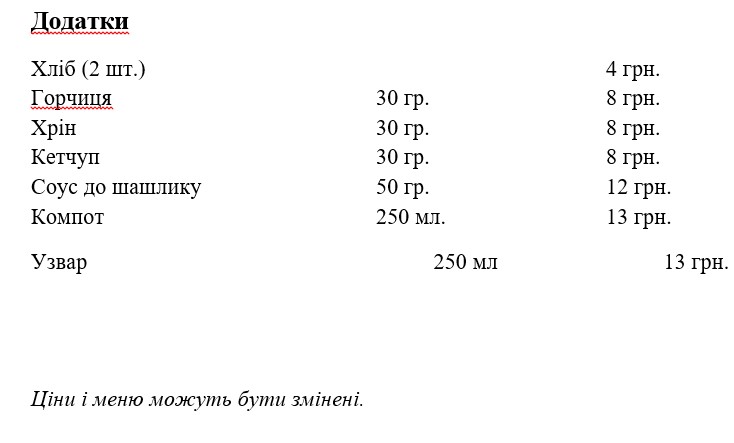 Додатки
Хліб (2 шт.) 4 грн.
Горчиця 30 гр. 8 грн.
Хрін 30 гр. 8 грн.
Кетчуп 30 гр. 8 грн.
Соус до шашлику 50 гр. 12 грн.
Компот 250 мл. 13 грн.
Узвар 250 мл 13 грн.
Ціни і меню можуть бути змінені.